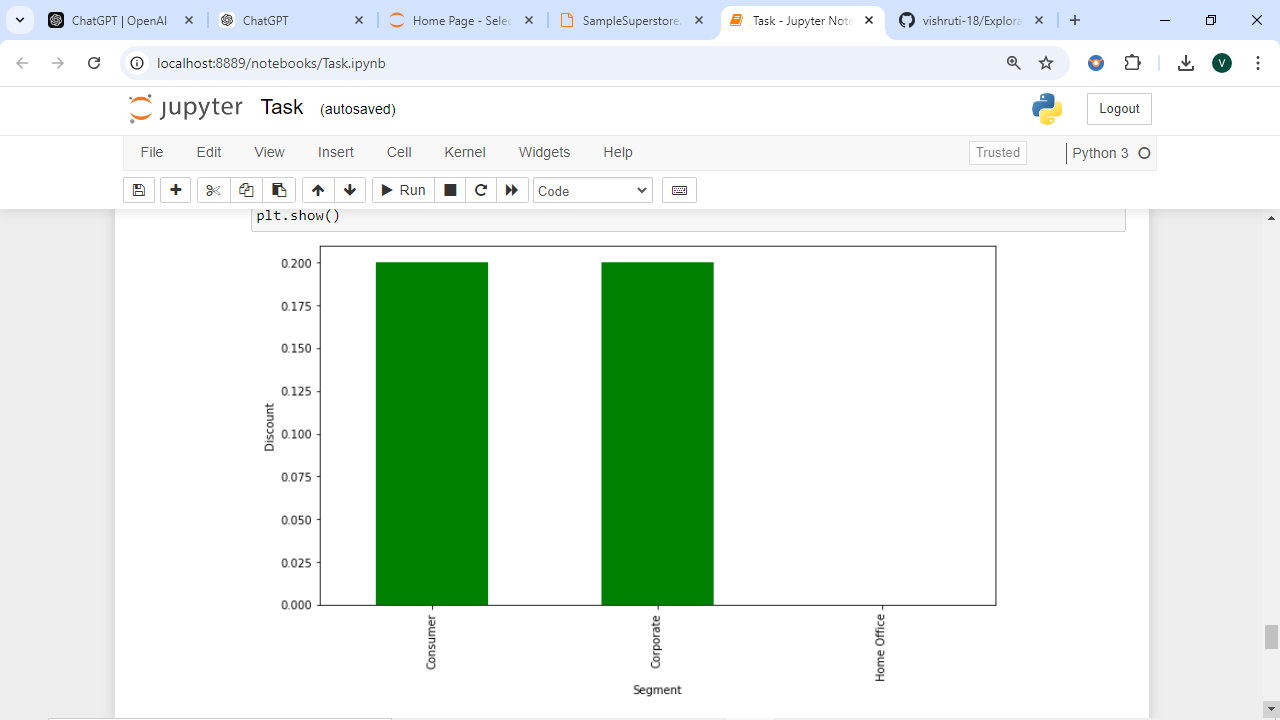 ChatGPT | OpenAI
ChatGPT
Home Page - Selec
SampleSuperstore.
Task - Jupyter Note
vishruti-18/Explora
localhost:8889/notebooks/Task.ipynb
V
jupyter Task (autosaved)
Logout
File Edit View Insert Cell Kernel Widgets Help
Trusted
Python 3
Run
Code
plt.show()
0.200
0.175
0.150
0.125
0.100
0.075
0.050
0.025
0.000
Discount
Consumer
Corporate
Home Office
Segment